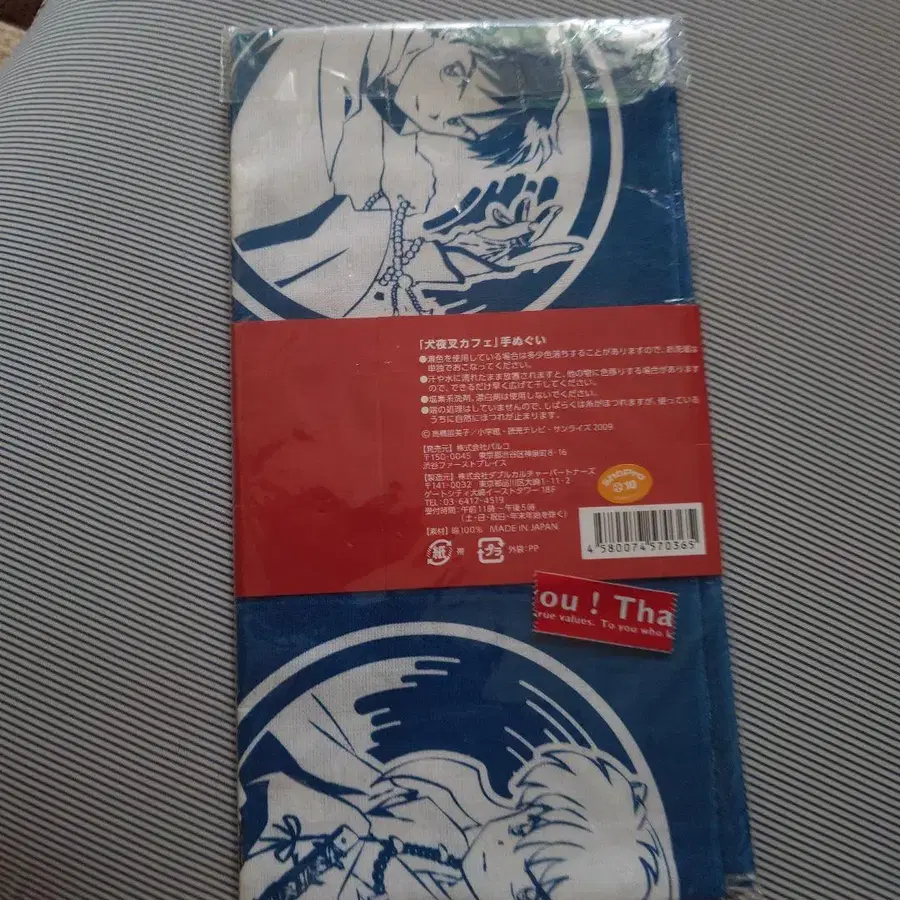 「犬夜叉カフェ」手ぬぐい
●濃色を使用している場合は多少色落ちすることがありますので、お洗濯は
単独でおこなってください。
●汗や水に濡れたまま放置されますと、他の物に色移りする場合があります
ので、できるだけ早く広げて干してください。
●塩素系洗剤、漂白剤は使用しないでください。
●端の処理はしていませんので、しばらくは糸がほつれますが、使っている
うちに自然にほつれが止まります。
©高橋留美子/小学館・読売テレビ・サンライズ 2009
【発売元】株式会社パルコ
〒150-0045 東京都渋谷区神泉町8-16
渋谷ファーストプレイス
【製造元】株式会社ダブルカルチャーパートナーズ
〒141-0032 東京都品川区大崎1-11-2
ゲートシティ大崎イーストタワー18F
TEL:03-6417-4519
受付時間:午前11時~午後5時
(土・日・祝日・年末年始を除く)
【素材】綿100% MADE IN JAPAN
紙 帯 プラ 外袋:PP
ShoPro
10
4 580074 570365
ou ! Tha
rue values. To you who